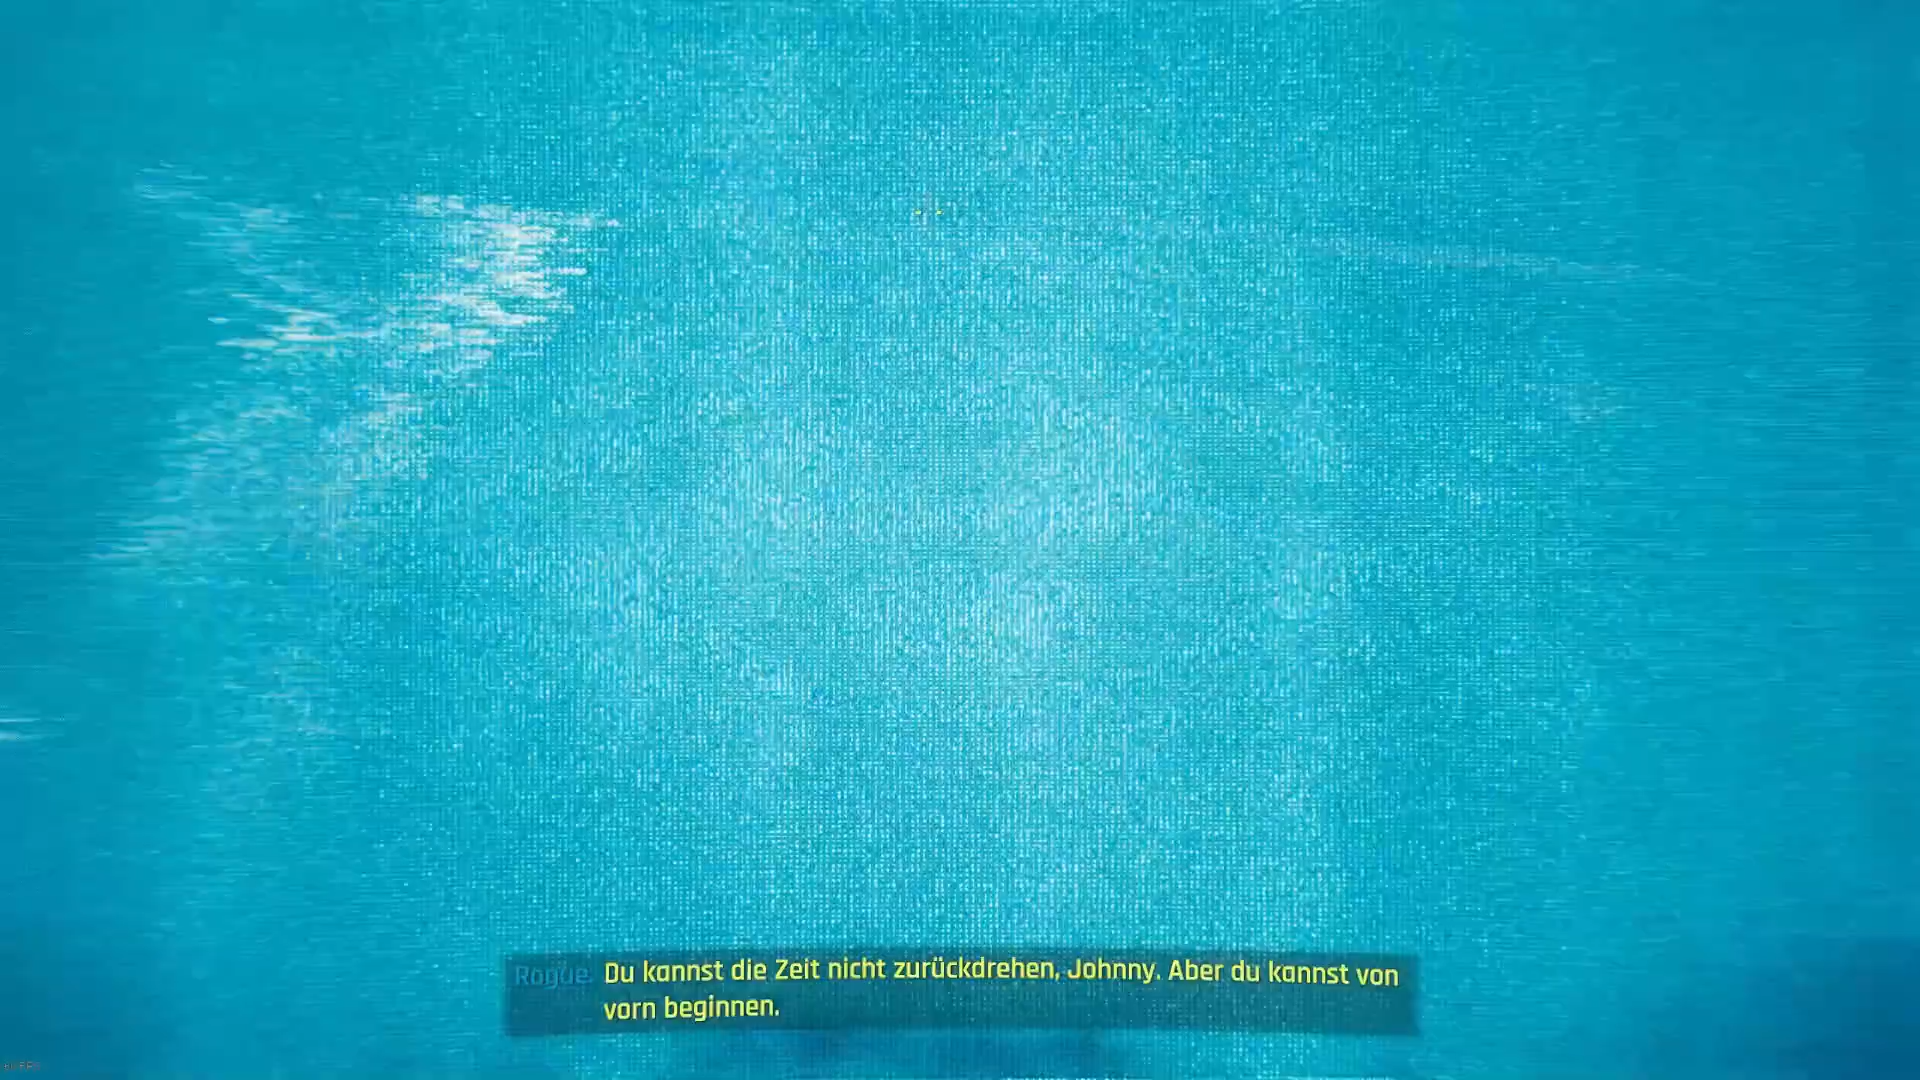 Rogue: Du kannst die Zeit nicht zurückdrehen, Johnny. Aber du kannst von
vorn beginnen.